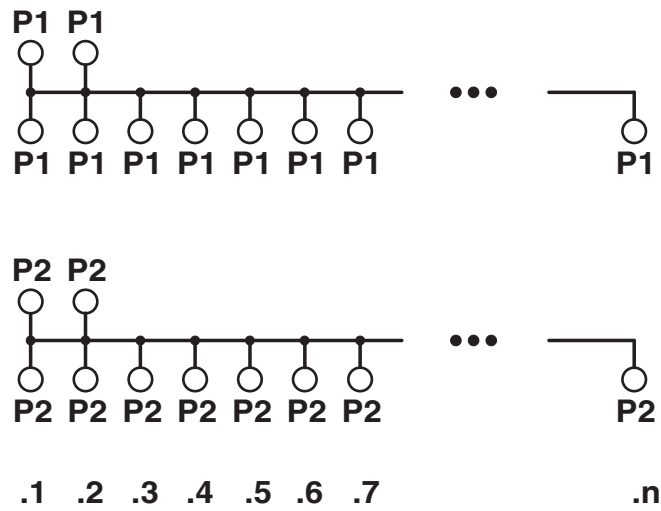 P1 P1
P1 P1 P1 P1 P1 P1 P1 P1
P2 P2
P2 P2 P2 P2 P2 P2 P2 P2
.1 .2 .3 .4 .5 .6 .7 .n